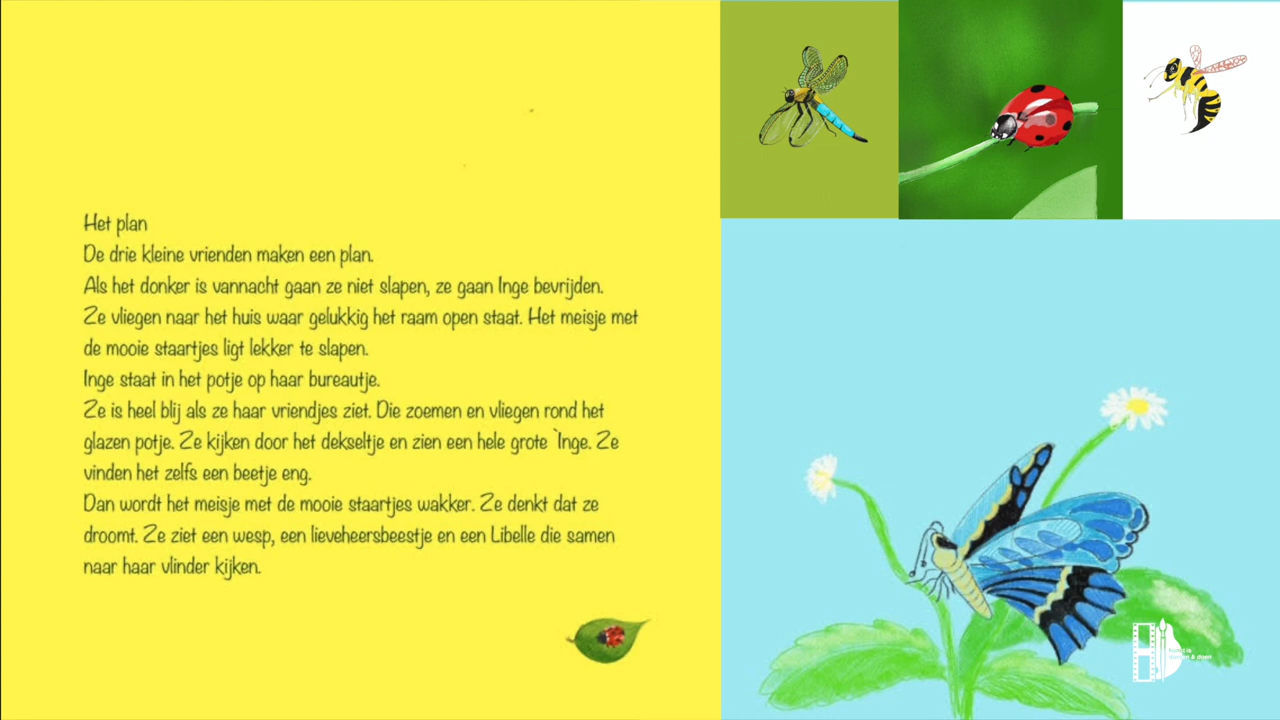 Het plan
De drie kleine vrienden maken een plan.
Als het donker is vannacht gaan ze niet slapen, ze gaan Inge bevrijden.
Ze vliegen naar het huis waar gelukkig het raam open staat. Het meisje met
de mooie staartjes ligt lekker te slapen.
Inge staat in het potje op haar bureautje.
Ze is heel blij als ze haar vriendjes ziet. Die zoemen en vliegen rond het
glazen potje. Ze kijken door het dekseltje en zien een hele grote `Inge. Ze
vinden het zelfs een beetje eng.
Dan wordt het meisje met de mooie staartjes wakker. Ze denkt dat ze
droomt. Ze ziet een wesp, een lieveheersbeestje en een Libelle die samen
naar haar vlinder kijken.